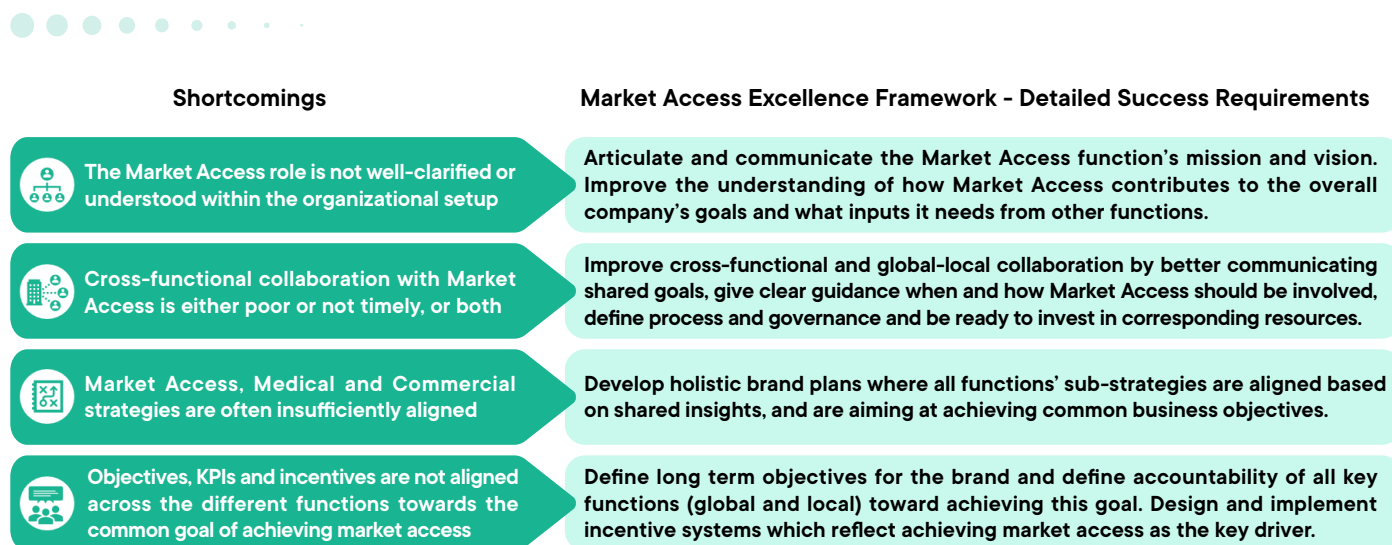 Shortcomings
Market Access Excellence Framework - Detailed Success Requirements
The Market Access role is not well-clarified or
understood within the organizational setup
Articulate and communicate the Market Access function's mission and vision.
Improve the understanding of how Market Access contributes to the overall
company's goals and what inputs it needs from other functions.
Cross-functional collaboration with Market
Access is either poor or not timely, or both
Improve cross-functional and global-local collaboration by better communicating
shared goals, give clear guidance when and how Market Access should be involved,
define process and governance and be ready to invest in corresponding resources.
Market Access, Medical and Commercial
strategies are often insufficiently aligned
Develop holistic brand plans where all functions' sub-strategies are aligned based
on shared insights, and are aiming at achieving common business objectives.
Objectives, KPIs and incentives are not aligned
across the different functions towards the
common goal of achieving market access
Define long term objectives for the brand and define accountability of all key
functions (global and local) toward achieving this goal. Design and implement
incentive systems which reflect achieving market access as the key driver.